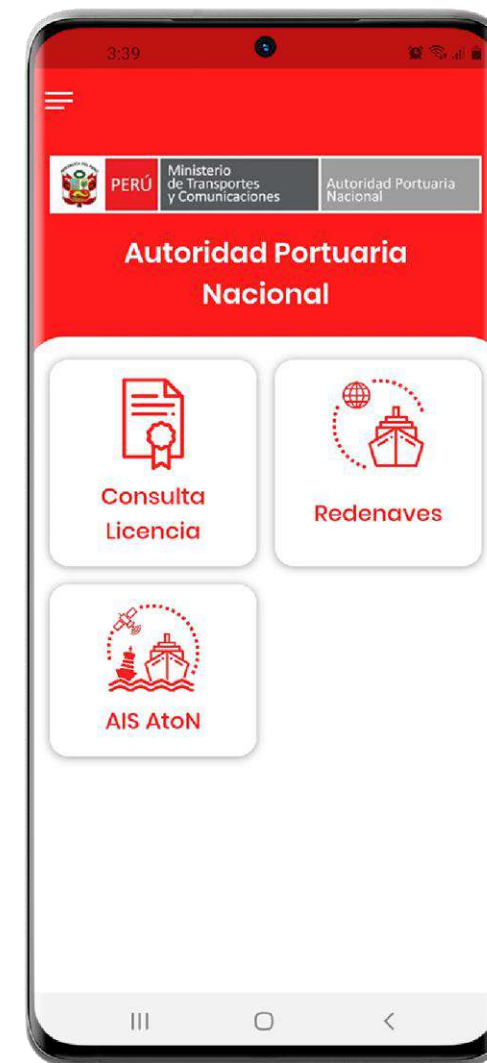 3:39
PERÚ
Ministerio
de Transportes
y Comunicaciones
Autoridad Portuaria
Nacional
Autoridad Portuaria
Nacional
Consulta
Licencia
Redenaves
AIS AtoN